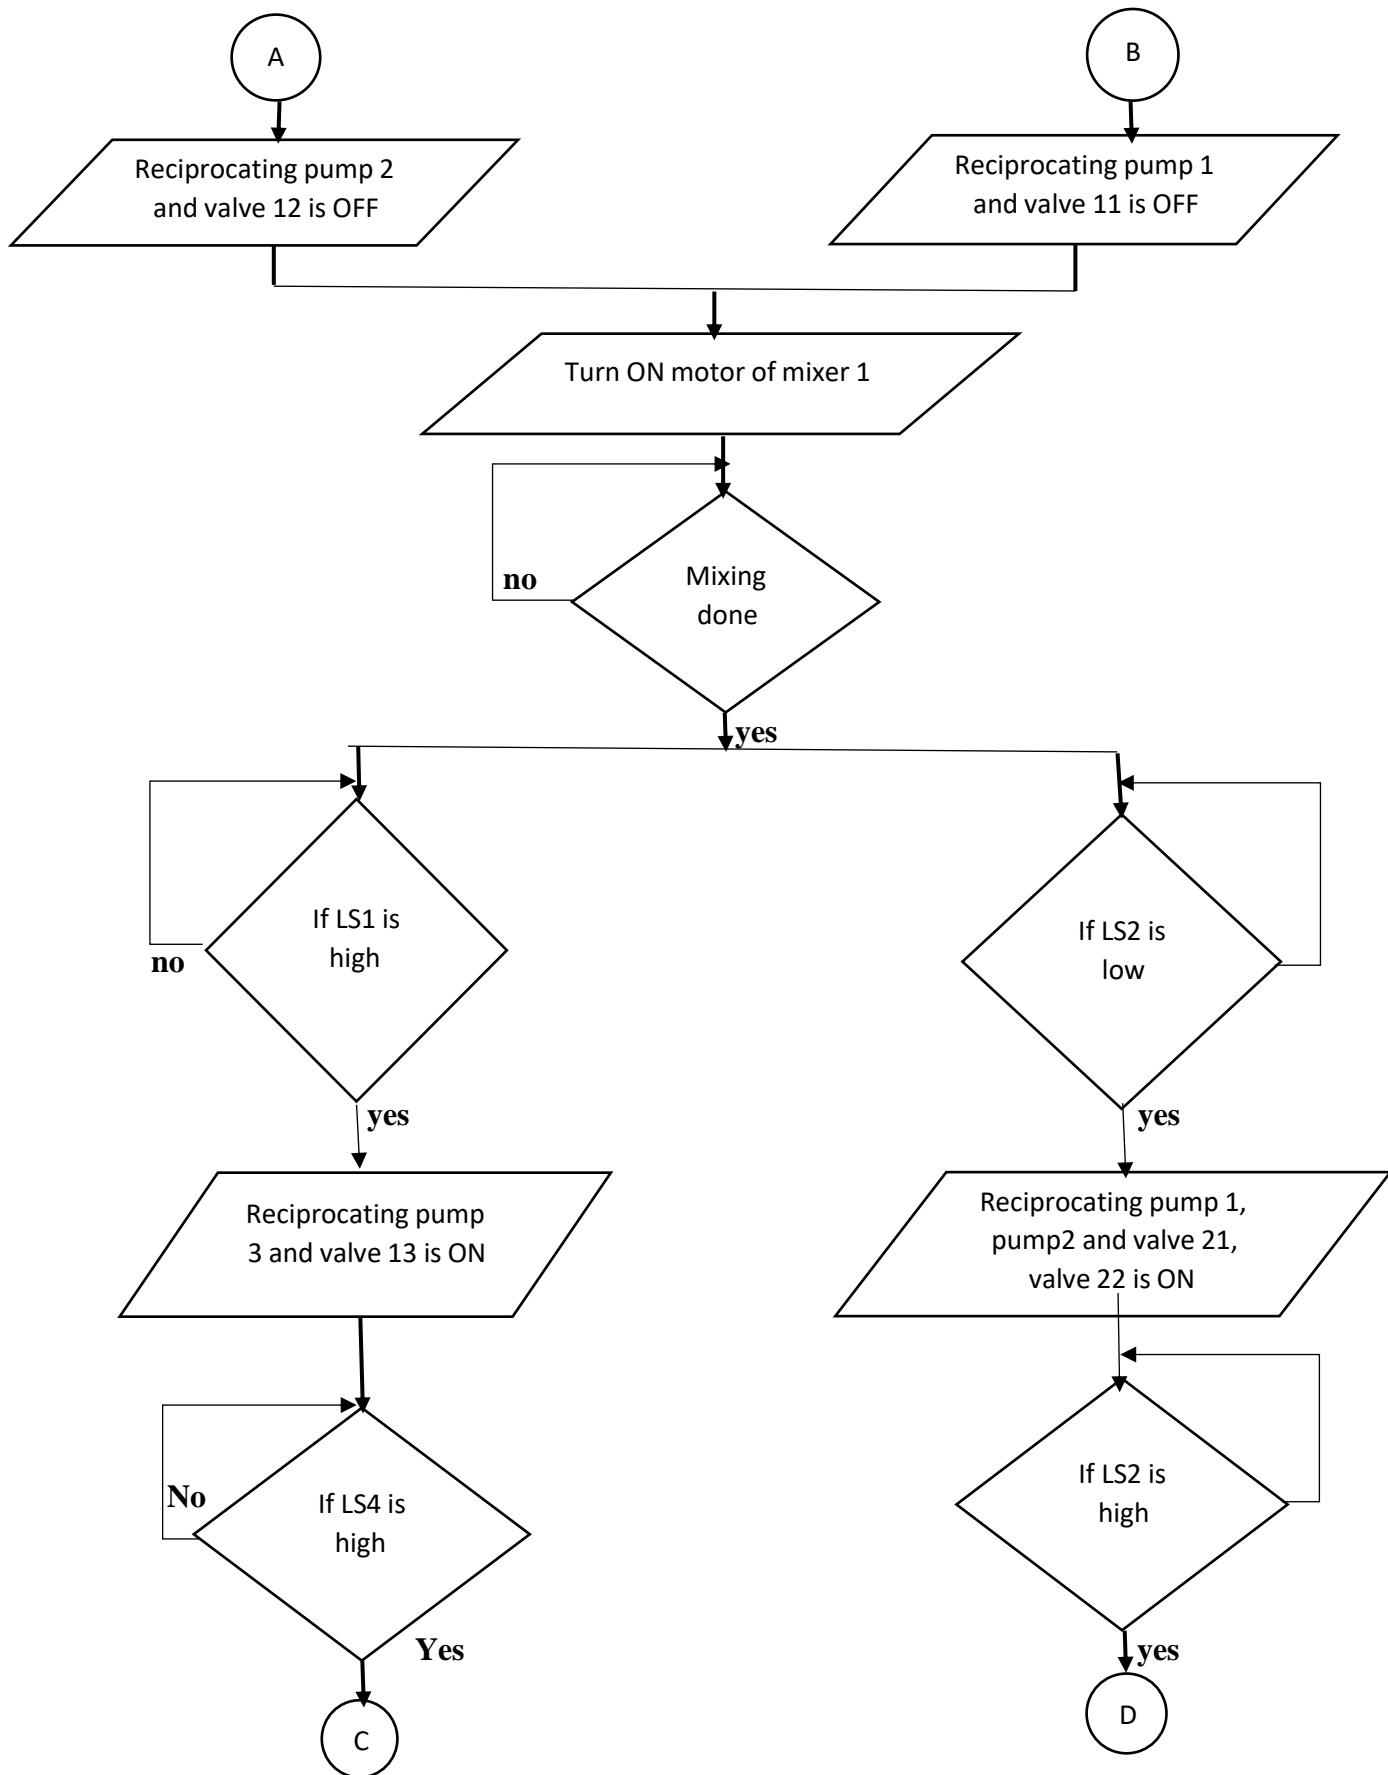 A
B
Reciprocating pump 2
and valve 12 is OFF
Reciprocating pump 1
and valve 11 is OFF
Turn ON motor of mixer 1
no
Mixing
done
yes
If LS1 is
high
no
yes
If LS2 is
low
yes
Reciprocating pump
3 and valve 13 is ON
Reciprocating pump 1,
pump2 and valve 21,
valve 22 is ON
No
If LS4 is
high
Yes
If LS2 is
high
yes
C
D